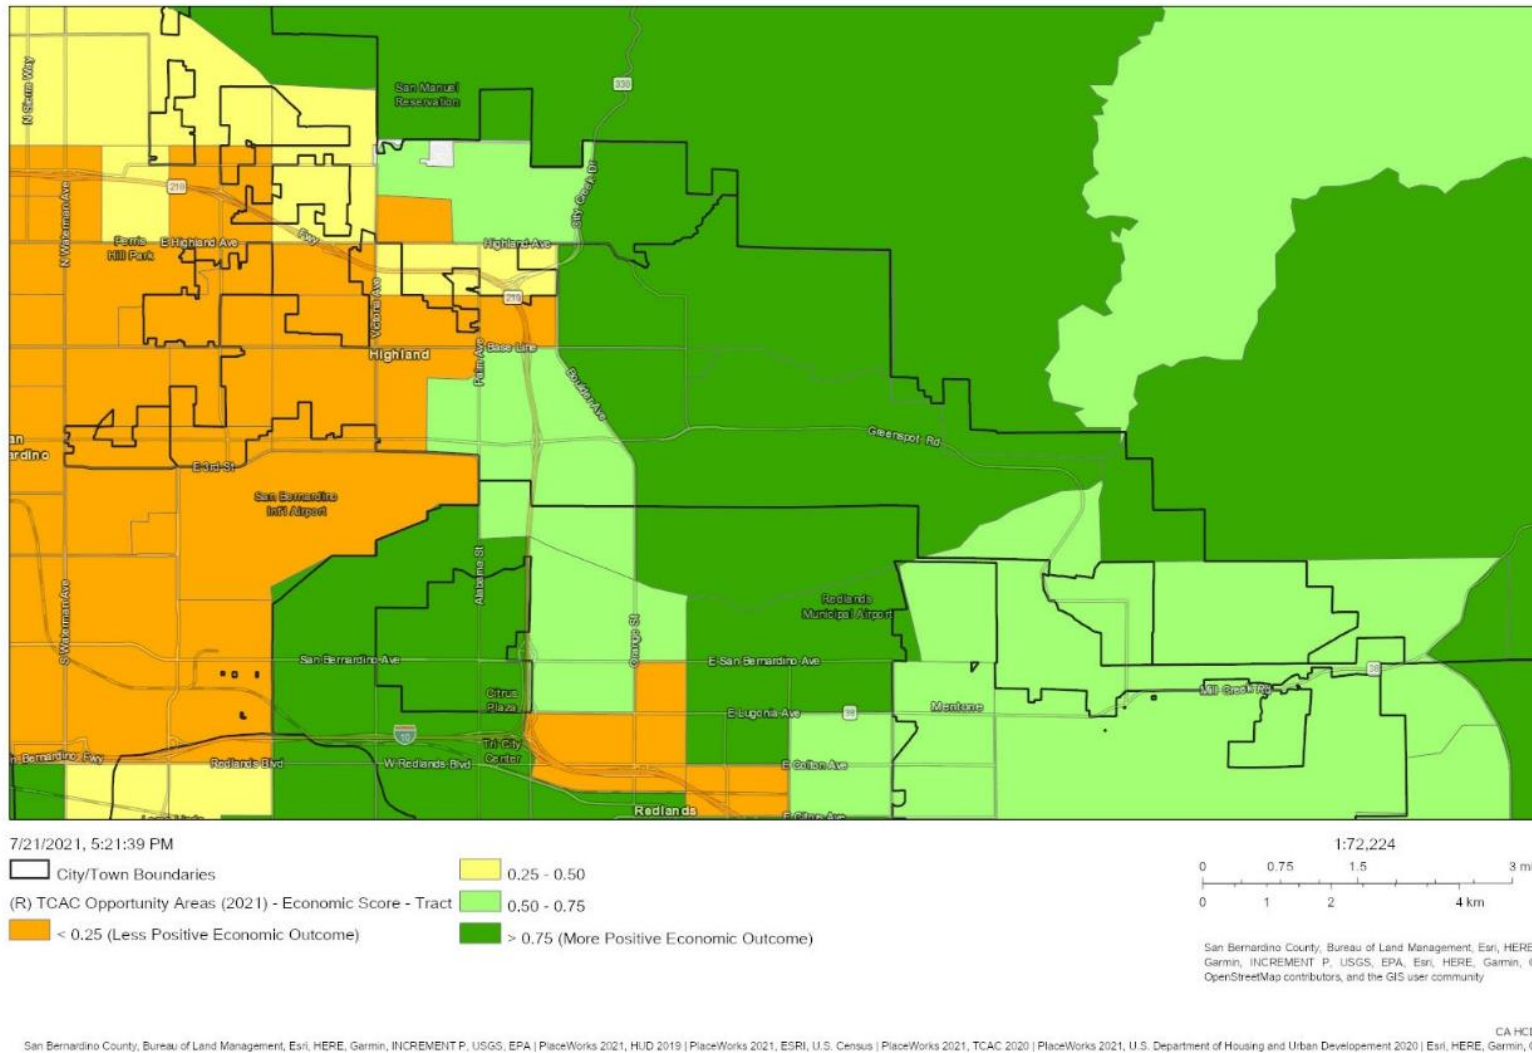 San Manuel
Reservation
330
N Sierra Way
N Waterman Ave
210
City Creek Dr
Perris
Hill Park
E Highland Ave
Fwy
Highland Ave
210
Victoria Ave
Highland
Palm Ave
Base Line
Boulder Ave
Greenspot Rd
an
ardino
E 3rd St
San Bernardino
Int'l Airport
Alabama St
S Waterman Ave
Redlands
Municipal Airport
Orange St
San Bernardino Ave
E San Bernardino Ave
38
Mill Creek Rd
Citrus
Plaza
E Lugonia Ave
Mentone
10
Tri City
Center
n Bernardino Fwy
Redlands Blvd
W Redlands Blvd
E Colton Ave
Redlands
E Citrus Ave
7/21/2021, 5:21:39 PM
City/Town Boundaries
(R) TCAC Opportunity Areas (2021) - Economic Score - Tract
< 0.25 (Less Positive Economic Outcome)
0.25 - 0.50
0.50 - 0.75
> 0.75 (More Positive Economic Outcome)
1:72,224
0 0.75 1.5 3 mi
0 1 2 4 km
San Bernardino County, Bureau of Land Management, Esri, HERE
Garmin, INCREMENT P, USGS, EPA, Esri, HERE, Garmin,
OpenStreetMap contributors, and the GIS user community
CA HCD
San Bernardino County, Bureau of Land Management, Esri, HERE, Garmin, INCREMENT P, USGS, EPA | PlaceWorks 2021, HUD 2019 | PlaceWorks 2021, ESRI, U.S. Census | PlaceWorks 2021, TCAC 2020 | PlaceWorks 2021, U.S. Department of Housing and Urban Developement 2020 | Esri, HERE, Garmin,